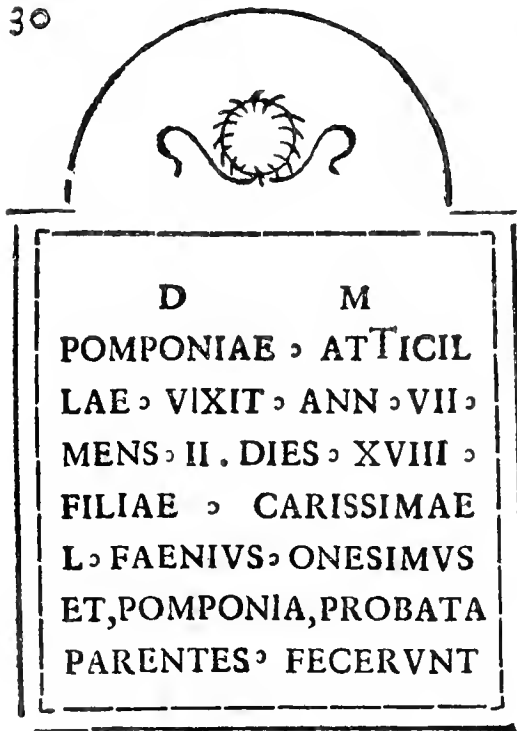 30
D M
POMPONIAE ɔ ATTICIL
LAE ɔ VIXIT ɔ ANN ɔ VII ɔ
MENS ɔ II . DIES ɔ XVIII ɔ
FILIAE ɔ CARISSIMAE
L ɔ FAENIVS ɔ ONESIMVS
ET, POMPONIA, PROBATA
PARENTES ɔ FECERVNT